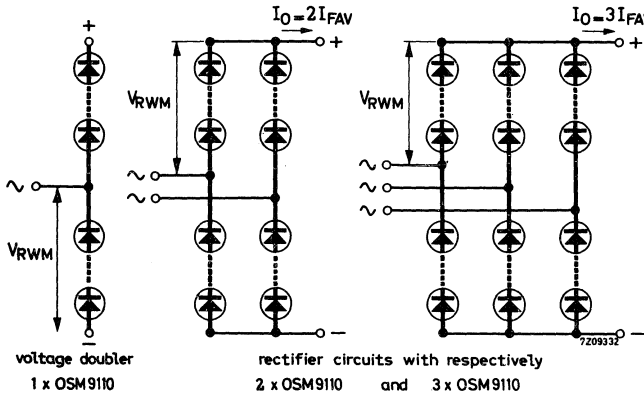 I_O=2I_FAV
I_O=3I_FAV
+
+
+
V_RWM
V_RWM
∼
∼
∼
∼
∼
∼
V_RWM
−
−
−
7Z09332
voltage doubler
rectifier circuits with respectively
1 x OSM9110
2 x OSM9110 and 3 x OSM9110